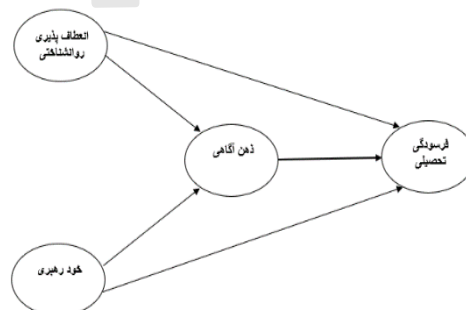 انعطاف پذیری
روانشناختی
ذهن آگاهی
فرسودگی
تحصیلی
خود رهبری